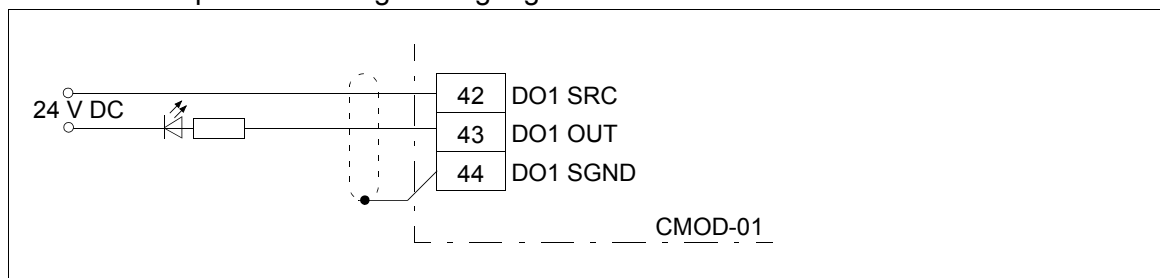 24 V DC
42 DO1 SRC
43 DO1 OUT
44 DO1 SGND
CMOD-01